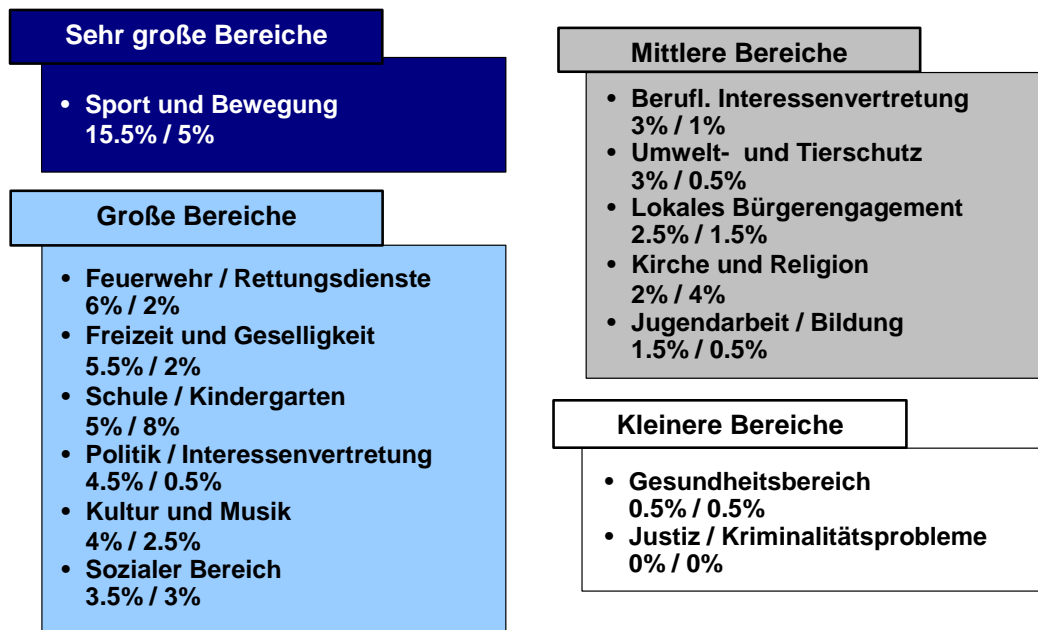 Sehr große Bereiche
• Sport und Bewegung
15.5% / 5%
Große Bereiche
• Feuerwehr / Rettungsdienste
6% / 2%
• Freizeit und Geselligkeit
5.5% / 2%
• Schule / Kindergarten
5% / 8%
• Politik / Interessenvertretung
4.5% / 0.5%
• Kultur und Musik
4% / 2.5%
• Sozialer Bereich
3.5% / 3%
Mittlere Bereiche
• Berufl. Interessenvertretung
3% / 1%
• Umwelt- und Tierschutz
3% / 0.5%
• Lokales Bürgerengagement
2.5% / 1.5%
• Kirche und Religion
2% / 4%
• Jugendarbeit / Bildung
1.5% / 0.5%
Kleinere Bereiche
• Gesundheitsbereich
0.5% / 0.5%
• Justiz / Kriminalitätsprobleme
0% / 0%